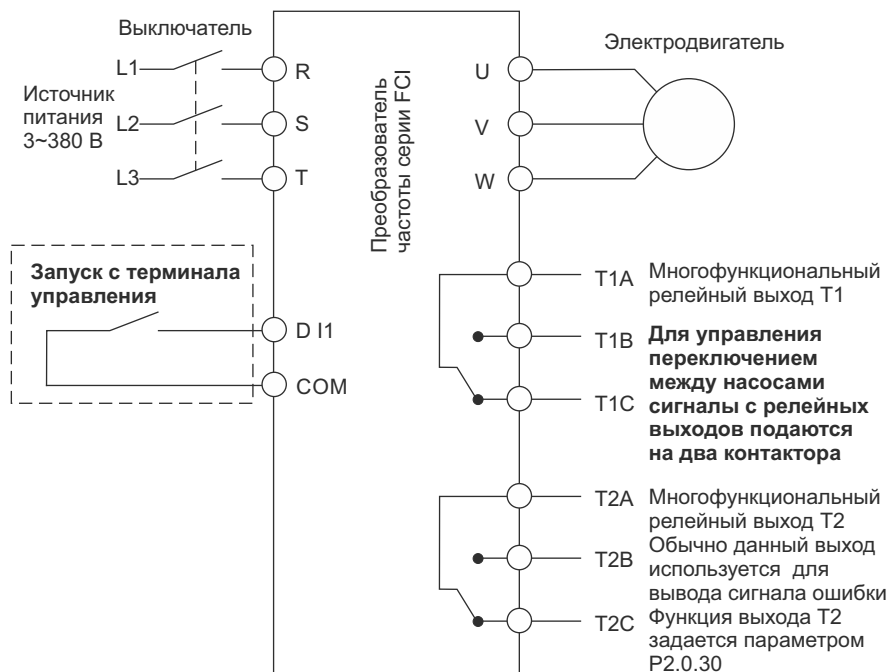 Выключатель
L1
R
Источник
питания
3~380 В
L2
S
L3
T
Преобразователь
частоты серии FCI
U
V
W
Электродвигатель
Запуск с терминала
управления
D I1
COM
T1A
Многофункциональный
релейный выход T1
T1B
Для управления
переключением
между насосами
T1C
сигналы с релейных
выходов подаются
на два контактора
T2A
Многофункциональный
релейный выход T2
T2B
Обычно данный выход
используется для
вывода сигнала ошибки
T2C
Функция выхода T2
задается параметром
P2.0.30